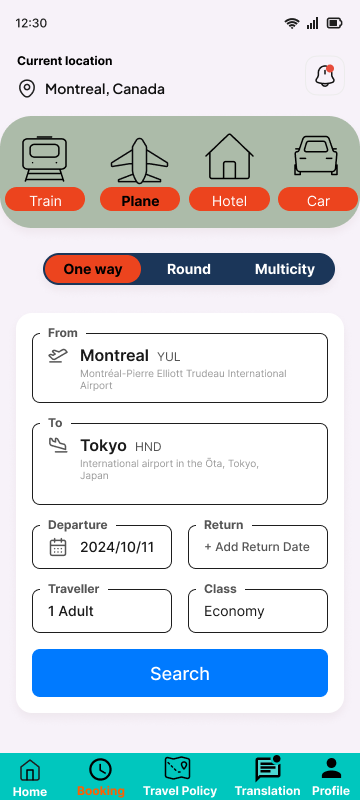 12:30
Current location
Montreal, Canada
Train
Plane
Hotel
Car
One way
Round
Multicity
From
Montreal YUL
Montréal-Pierre Elliott Trudeau International
Airport
To
Tokyo HND
International airport in the Ōta, Tokyo,
Japan
Departure
Return
2024/10/11
+ Add Return Date
Traveller
Class
1 Adult
Economy
Search
Home
Booking
Travel Policy
Translation
Profile